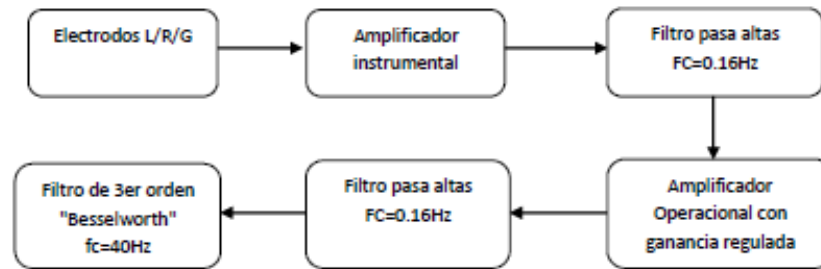 Electrodos L/R/G
Amplificador
instrumental
Filtro pasa altas
FC=0.16Hz
Amplificador
Operacional con
ganancia regulada
Filtro pasa altas
FC=0.16Hz
Filtro de 3er orden
"Besselworth"
fc=40Hz